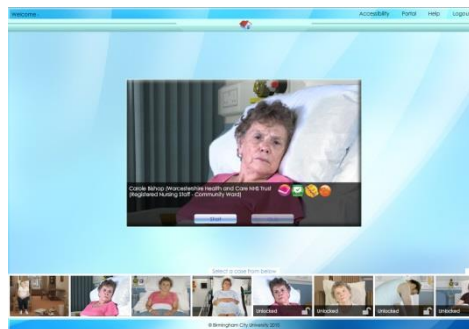 Welcome
Accessibility Portal Help Logout
Carole Bishop (Worcestershire Health and Care NHS Trust
(Registered Nursing Staff - Community Ward)
Start
Select a case from below
Unlocked
Unlocked
Unlocked
Unlocked
© Birmingham City University 2010